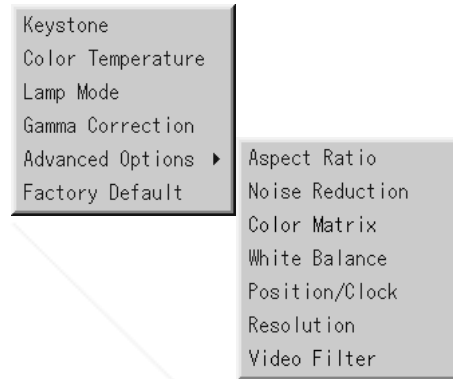 Keystone
Color Temperature
Lamp Mode
Gamma Correction
Advanced Options
Factory Default
Aspect Ratio
Noise Reduction
Color Matrix
White Balance
Position/Clock
Resolution
Video Filter